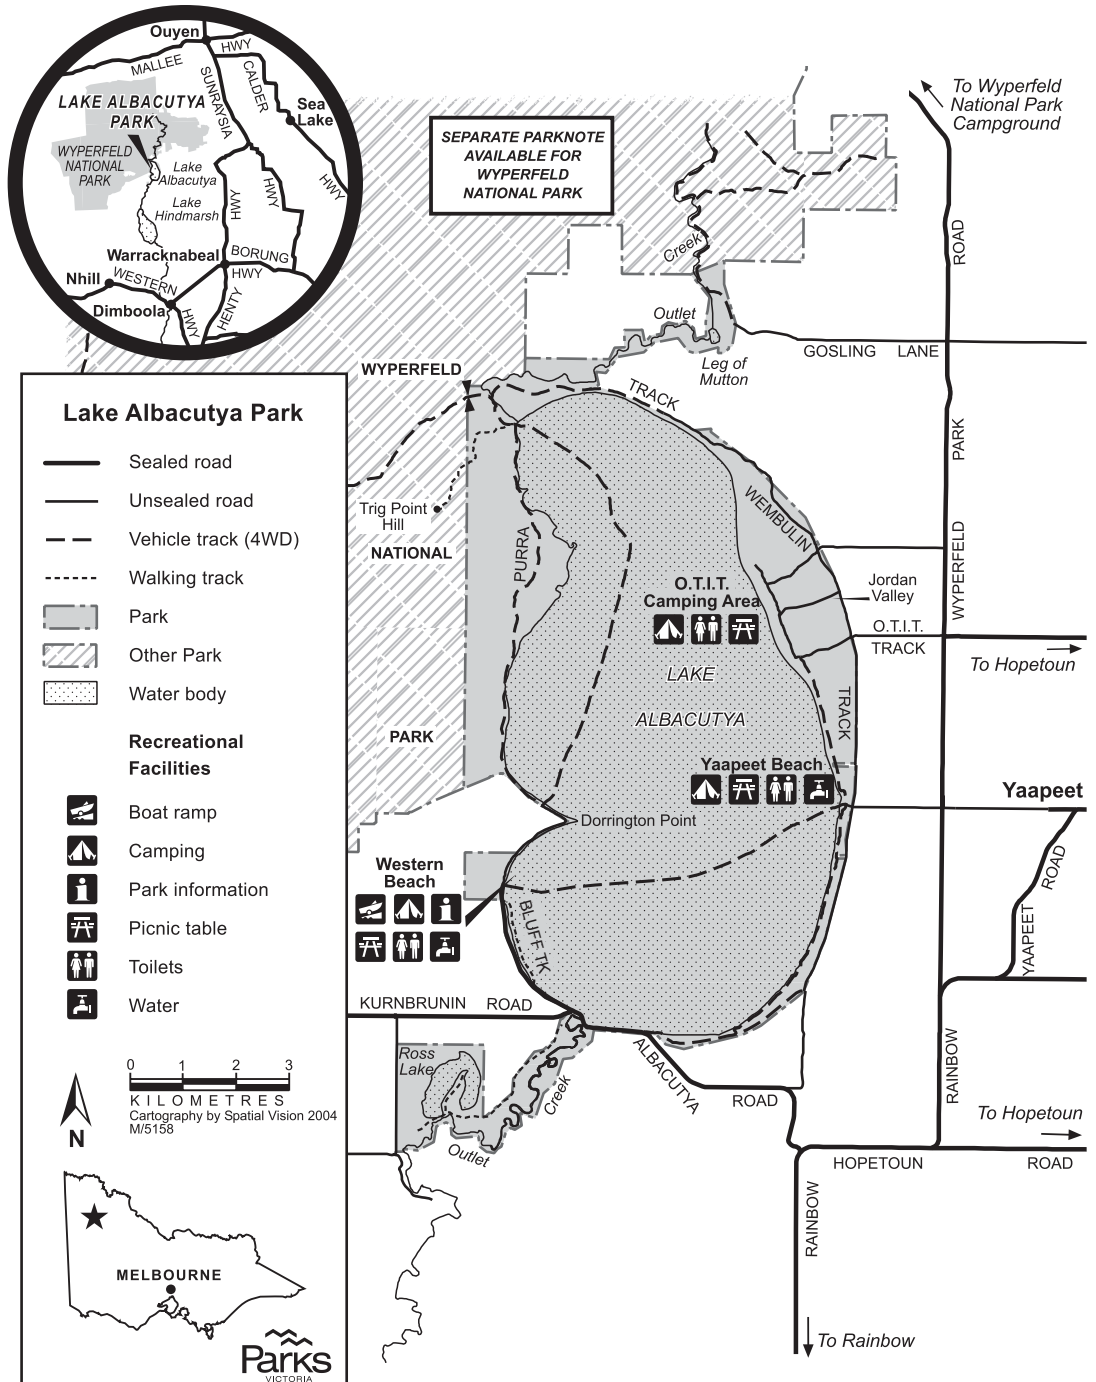 Ouyen
HWY
MALLEE
SUNRAYSIA
CALDER
LAKE ALBACUTYA
PARK
Sea
Lake
WYPERFELD
NATIONAL
PARK
Lake
Albacutya
Lake
Hindmarsh
HWY
HWY
HWY
Warracknabeal
BORUNG
HWY
Nhill
WESTERN
Dimboola
HWY
HENTY
SEPARATE PARKNOTE
AVAILABLE FOR
WYPERFELD
NATIONAL PARK
To Wyperfeld
National Park
Campground
ROAD
PARK
WYPERFELD
Creek
Outlet
Leg of
Mutton
GOSLING LANE
WYPERFELD
TRACK
Trig Point
Hill
NATIONAL
PURRA
WEMBULIN
O.T.I.T.
Camping Area
Jordan
Valley
O.T.I.T.
TRACK
To Hopetoun
LAKE
ALBACUTYA
PARK
TRACK
Yaapeet Beach
Yaapeet
Dorrington Point
Western
Beach
BLUFF TK
ROAD
YAAPEET
KURNBRUNIN ROAD
Ross
Lake
Creek
Outlet
ALBACUTYA
ROAD
RAINBOW
To Hopetoun
HOPETOUN ROAD
RAINBOW
To Rainbow
Lake Albacutya Park
Sealed road
Unsealed road
Vehicle track (4WD)
Walking track
Park
Other Park
Water body
Recreational
Facilities
Boat ramp
Camping
Park information
Picnic table
Toilets
Water
0 1 2 3
KILOMETRES
Cartography by Spatial Vision 2004
M/5158
N
MELBOURNE
Parks
VICTORIA